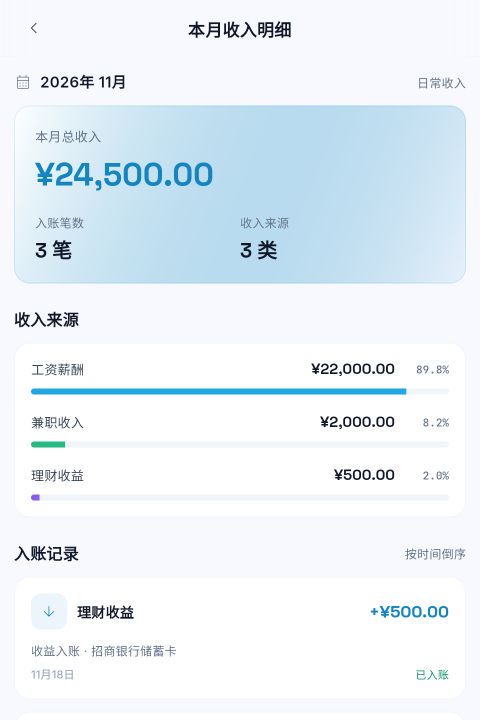 本月收入明细
2026年 11月 日常收入
本月总收入
¥24,500.00
入账笔数 收入来源
3 笔 3 类
收入来源
工资薪酬 ¥22,000.00 89.8%
兼职收入 ¥2,000.00 8.2%
理财收益 ¥500.00 2.0%
入账记录 按时间倒序
理财收益 +¥500.00
收益入账 · 招商银行储蓄卡
11月18日 已入账